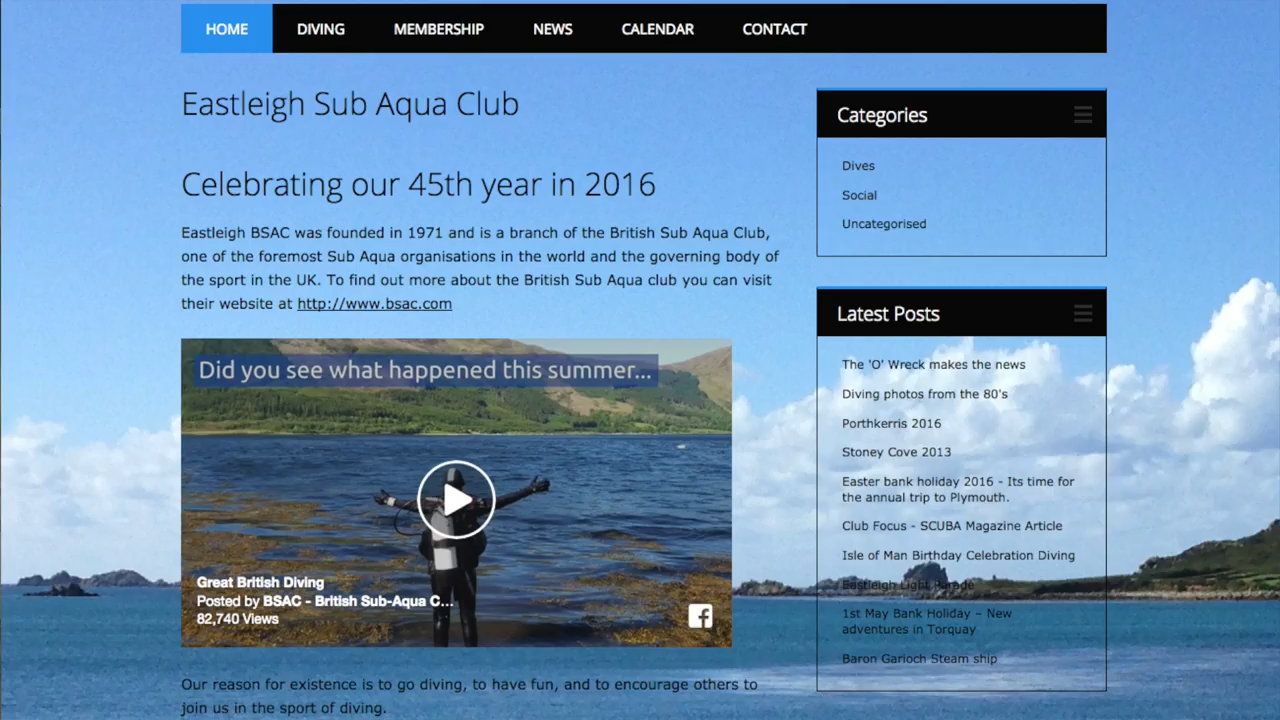 HOME DIVING MEMBERSHIP NEWS CALENDAR CONTACT
Eastleigh Sub Aqua Club
Celebrating our 45th year in 2016
Eastleigh BSAC was founded in 1971 and is a branch of the British Sub Aqua Club,
one of the foremost Sub Aqua organisations in the world and the governing body of
the sport in the UK. To find out more about the British Sub Aqua club you can visit
their website at http://www.bsac.com
Did you see what happened this summer...
Great British Diving
Posted by BSAC - British Sub-Aqua C...
82,740 Views
Our reason for existence is to go diving, to have fun, and to encourage others to
join us in the sport of diving.
Categories
Dives
Social
Uncategorised
Latest Posts
The 'O' Wreck makes the news
Diving photos from the 80's
Porthkerris 2016
Stoney Cove 2013
Easter bank holiday 2016 - Its time for
the annual trip to Plymouth.
Club Focus - SCUBA Magazine Article
Isle of Man Birthday Celebration Diving
Eastleigh Light Parade
1st May Bank Holiday – New
adventures in Torquay
Baron Garioch Steam ship